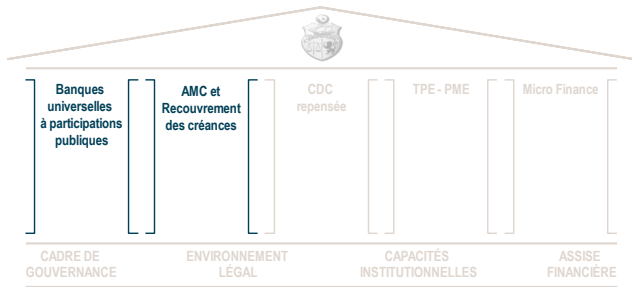 Banques
universelles
à participations
publiques
AMC et
Recouvrement
des créances
CDC
repensée
TPE - PME
Micro Finance
CADRE DE
GOUVERNANCE
ENVIRONNEMENT
LÉGAL
CAPACITÉS
INSTITUTIONNELLES
ASSISE
FINANCIÈRE